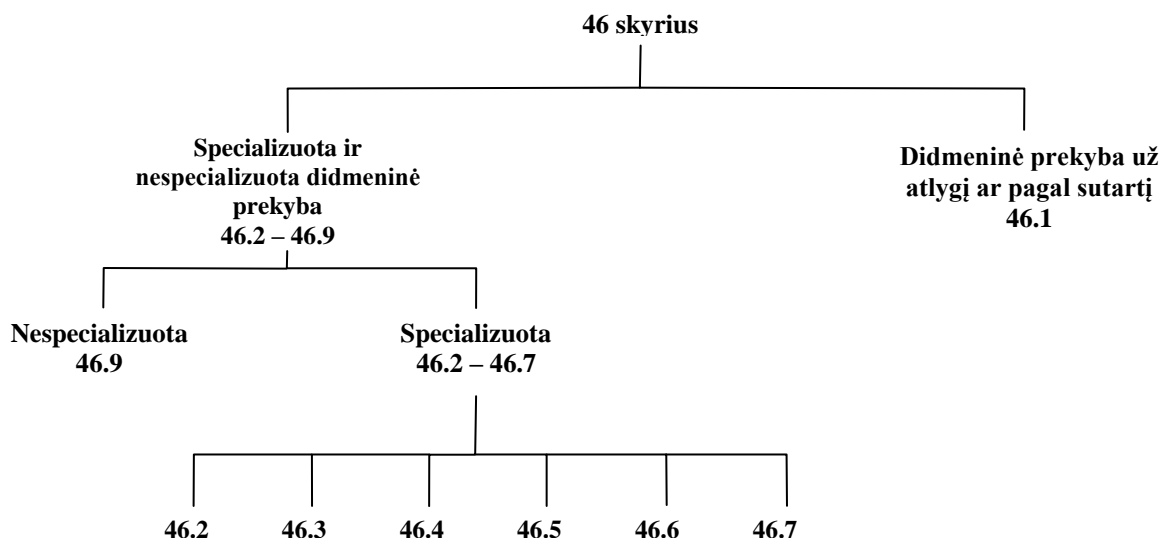 46 skyrius
Specializuota ir
nespecializuota didmeninė
prekyba
46.2 – 46.9
Didmeninė prekyba už
atlygį ar pagal sutartį
46.1
Nespecializuota
46.9
Specializuota
46.2 – 46.7
46.2 46.3 46.4 46.5 46.6 46.7